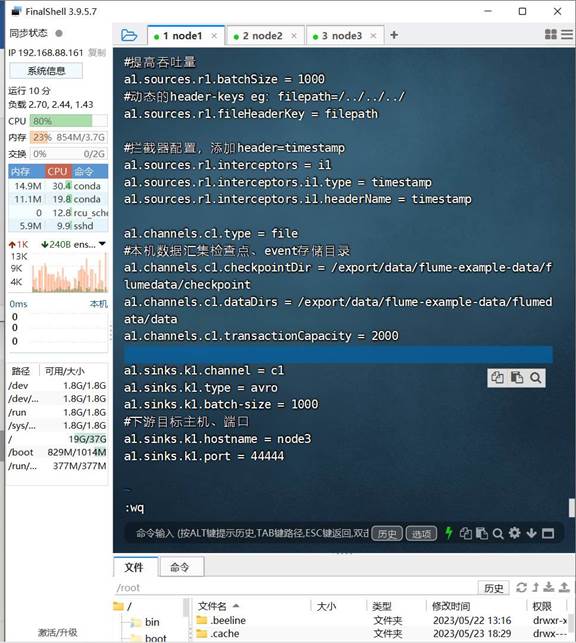 FinalShell 3.9.5.7
同步状态
IP 192.168.88.161 复制
系统信息
运行 10 分
负载 2.70, 2.44, 1.43
CPU 80%
内存 23% 854M/3.7G
交换 0% 0/2G
内存 CPU 命令
14.9M 30.4 conda
11.1M 19.8 conda
0 12.8 rcu_sche
5.9M 9.9 sshd
1K 240B ens...
13K
9K
4K
0ms 本机
0
0
0
路径 可用/大小
/dev 1.8G/1.8G
/dev/... 1.8G/1.8G
/run 1.8G/1.8G
/sys/... 1.8G/1.8G
/ 19G/37G
/boot 829M/1014M
/run/... 377M/377M
激活/升级
1 node1
2 node2
3 node3
#提高吞吐量
a1.sources.r1.batchSize = 1000
#动态的header-keys eg：filepath=/../../../
a1.sources.r1.fileHeaderKey = filepath
#拦截器配置，添加header=timestamp
a1.sources.r1.interceptors = i1
a1.sources.r1.interceptors.i1.type = timestamp
a1.sources.r1.interceptors.i1.headerName = timestamp
a1.channels.c1.type = file
#本机数据汇集检查点、event存储目录
a1.channels.c1.checkpointDir = /export/data/flume-example-data/f
lumedata/checkpoint
a1.channels.c1.dataDirs = /export/data/flume-example-data/flumed
ata/data
a1.channels.c1.transactionCapacity = 2000
a1.sinks.k1.channel = c1
a1.sinks.k1.type = avro
a1.sinks.k1.batch-size = 1000
#下游目标主机、端口
a1.sinks.k1.hostname = node3
a1.sinks.k1.port = 44444
:wq
命令输入 (按ALT键提示历史,TAB键路径,ESC键返回,双击 历史 选项
文件 命令
/root 历史
/
bin
boot
文件名 大小 类型 修改时间 权限
.beeline 文件夹 2023/05/22 13:16 drwxr-x
.cache 文件夹 2023/05/23 18:29 drwx---